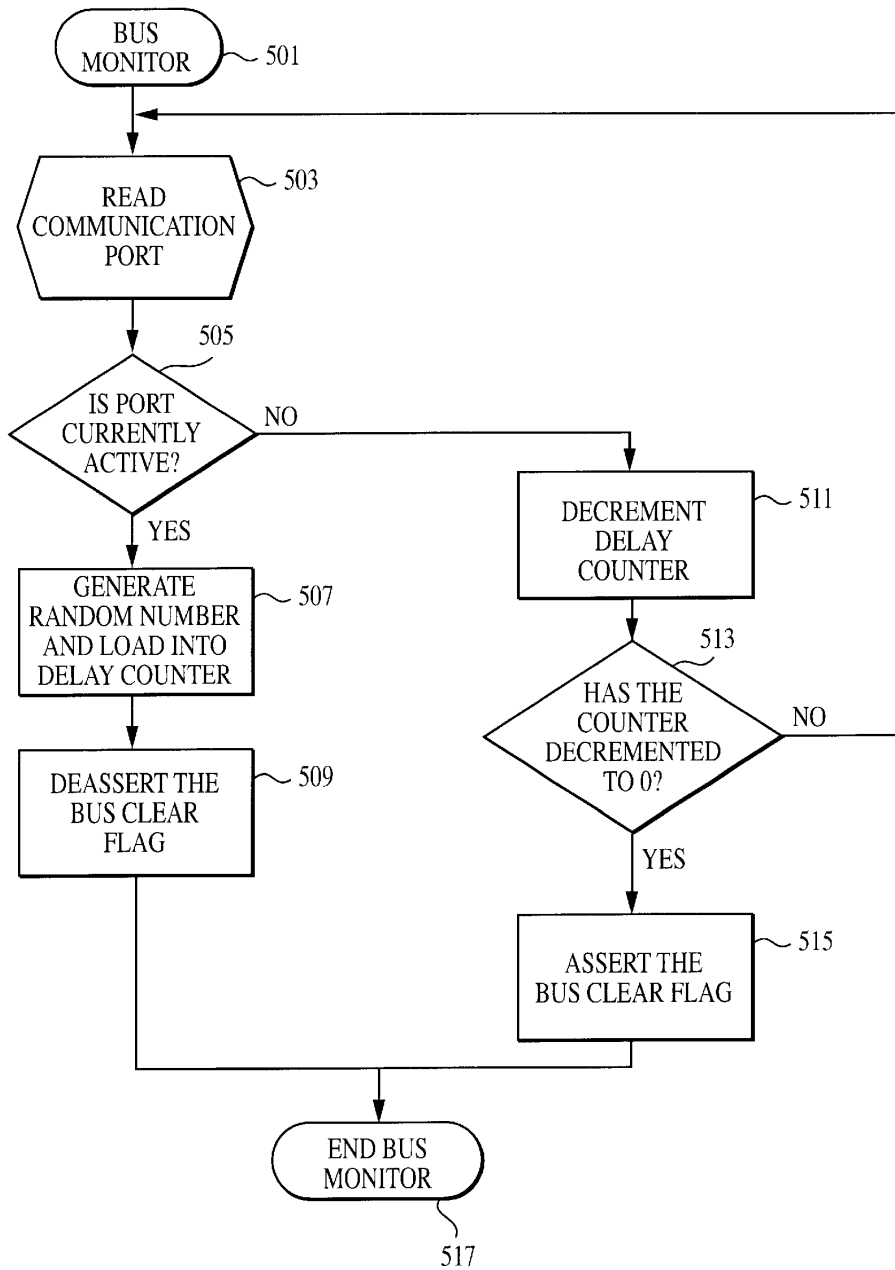 BUS
MONITOR
501
READ
COMMUNICATION
PORT
503
505
IS PORT
CURRENTLY
ACTIVE?
NO
YES
GENERATE
RANDOM NUMBER
AND LOAD INTO
DELAY COUNTER
507
DEASSERT THE
BUS CLEAR
FLAG
509
DECREMENT
DELAY
COUNTER
511
513
HAS THE
COUNTER
DECREMENTED
TO 0?
NO
YES
ASSERT THE
BUS CLEAR FLAG
515
END BUS
MONITOR
517